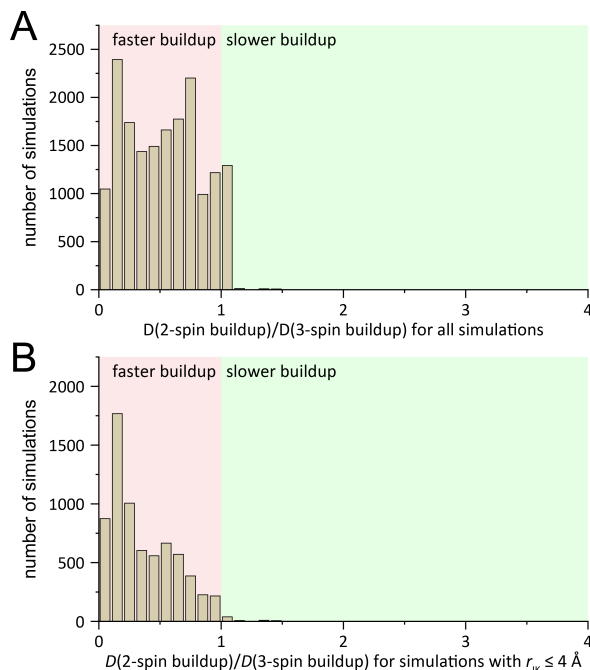 A
faster buildup slower buildup
2500
2000
1500
1000
500
0
number of simulations
0 1 2 3 4
D(2-spin buildup)/D(3-spin buildup) for all simulations
B
faster buildup slower buildup
2000
1500
1000
500
0
number of simulations
0 1 2 3 4
D(2-spin buildup)/D(3-spin buildup) for simulations with r_IK ≤ 4 Å